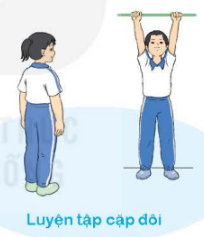 Luyện tập cặp đôi